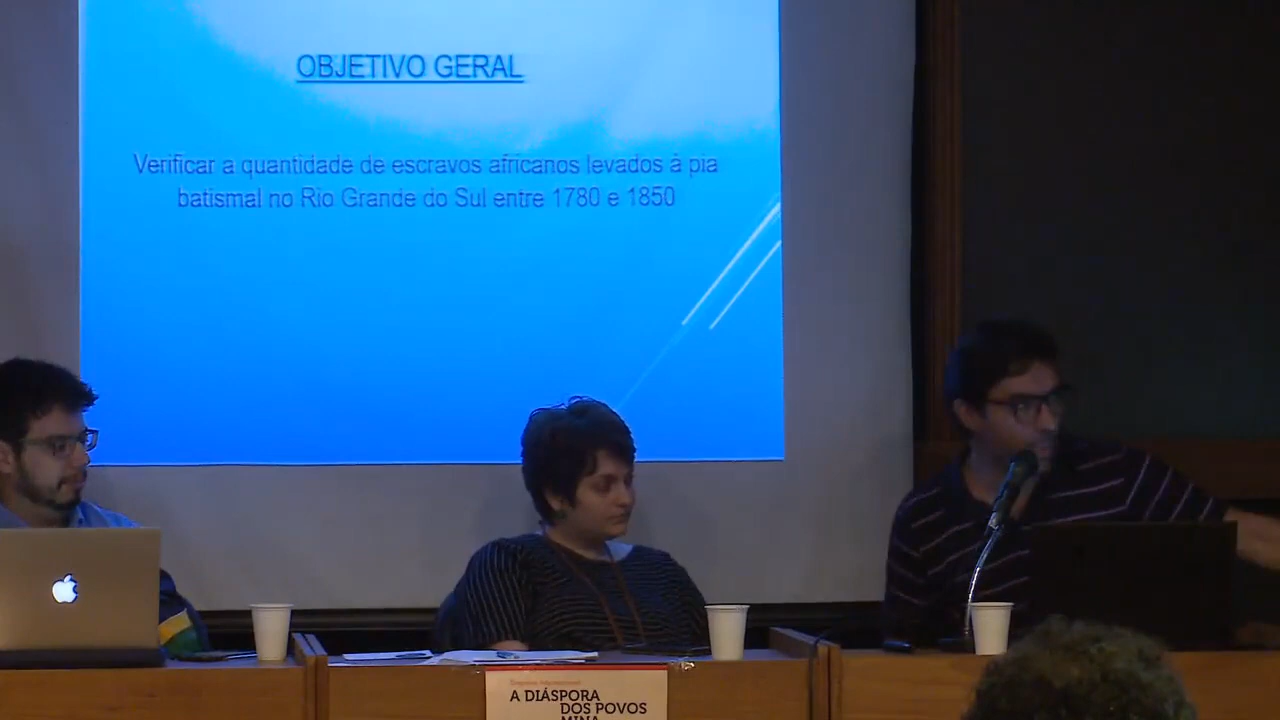 OBJETIVO GERAL
Verificar a quantidade de escravos africanos levados à pia
batismal no Rio Grande do Sul entre 1780 e 1850
A DIÁSPORA
DOS POVOS
MINA